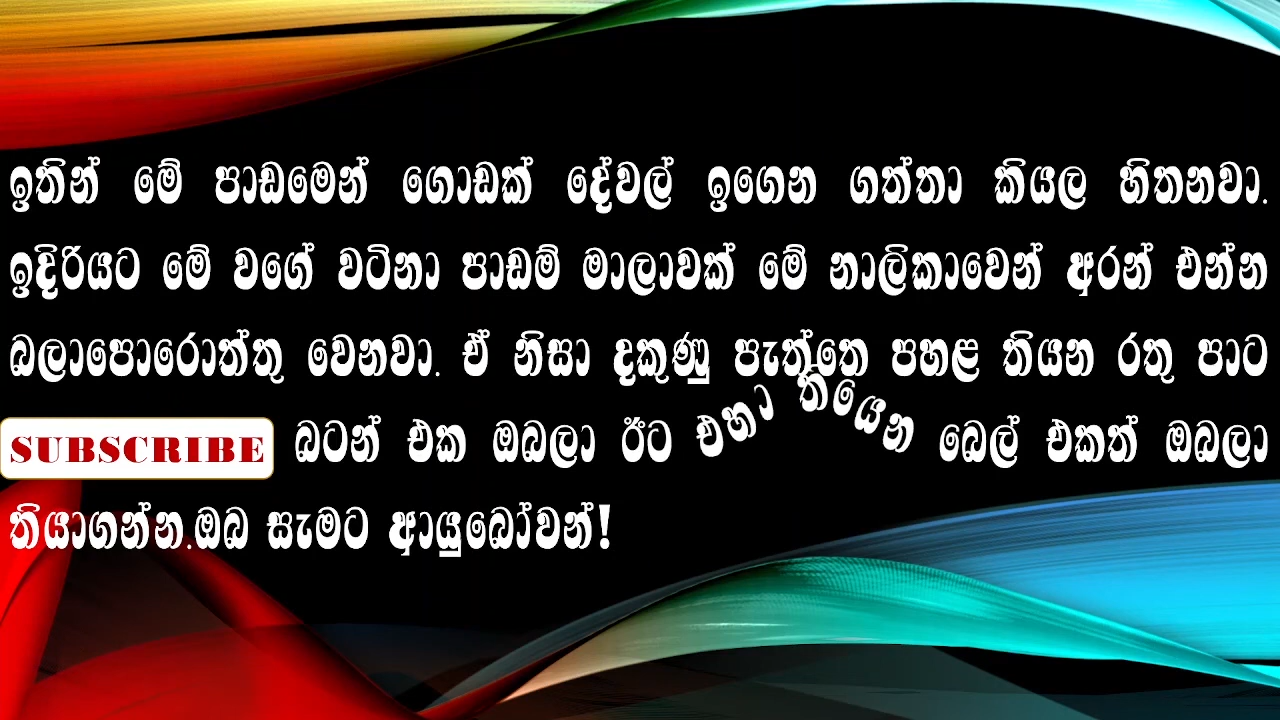 ඉතින් මේ පාඩමෙන් ගොඩක් දේවල් ඉගෙන ගත්තා කියල හිතනවා.
ඉදිරියට මේ වගේ වටිනා පාඩම් මාලාවක් මේ නාලිකාවෙන් අරන් එන්න
බලාපොරොත්තු වෙනවා. ඒ නිසා දකුණු පැත්තෙ පහළ තියන රතු පාට
SUBSCRIBE බටන් එක ඔබලා ඊට එහා තියෙන බෙල් එකත් ඔබලා
තියාගන්න.ඔබ සැමට ආයුබෝවන්!